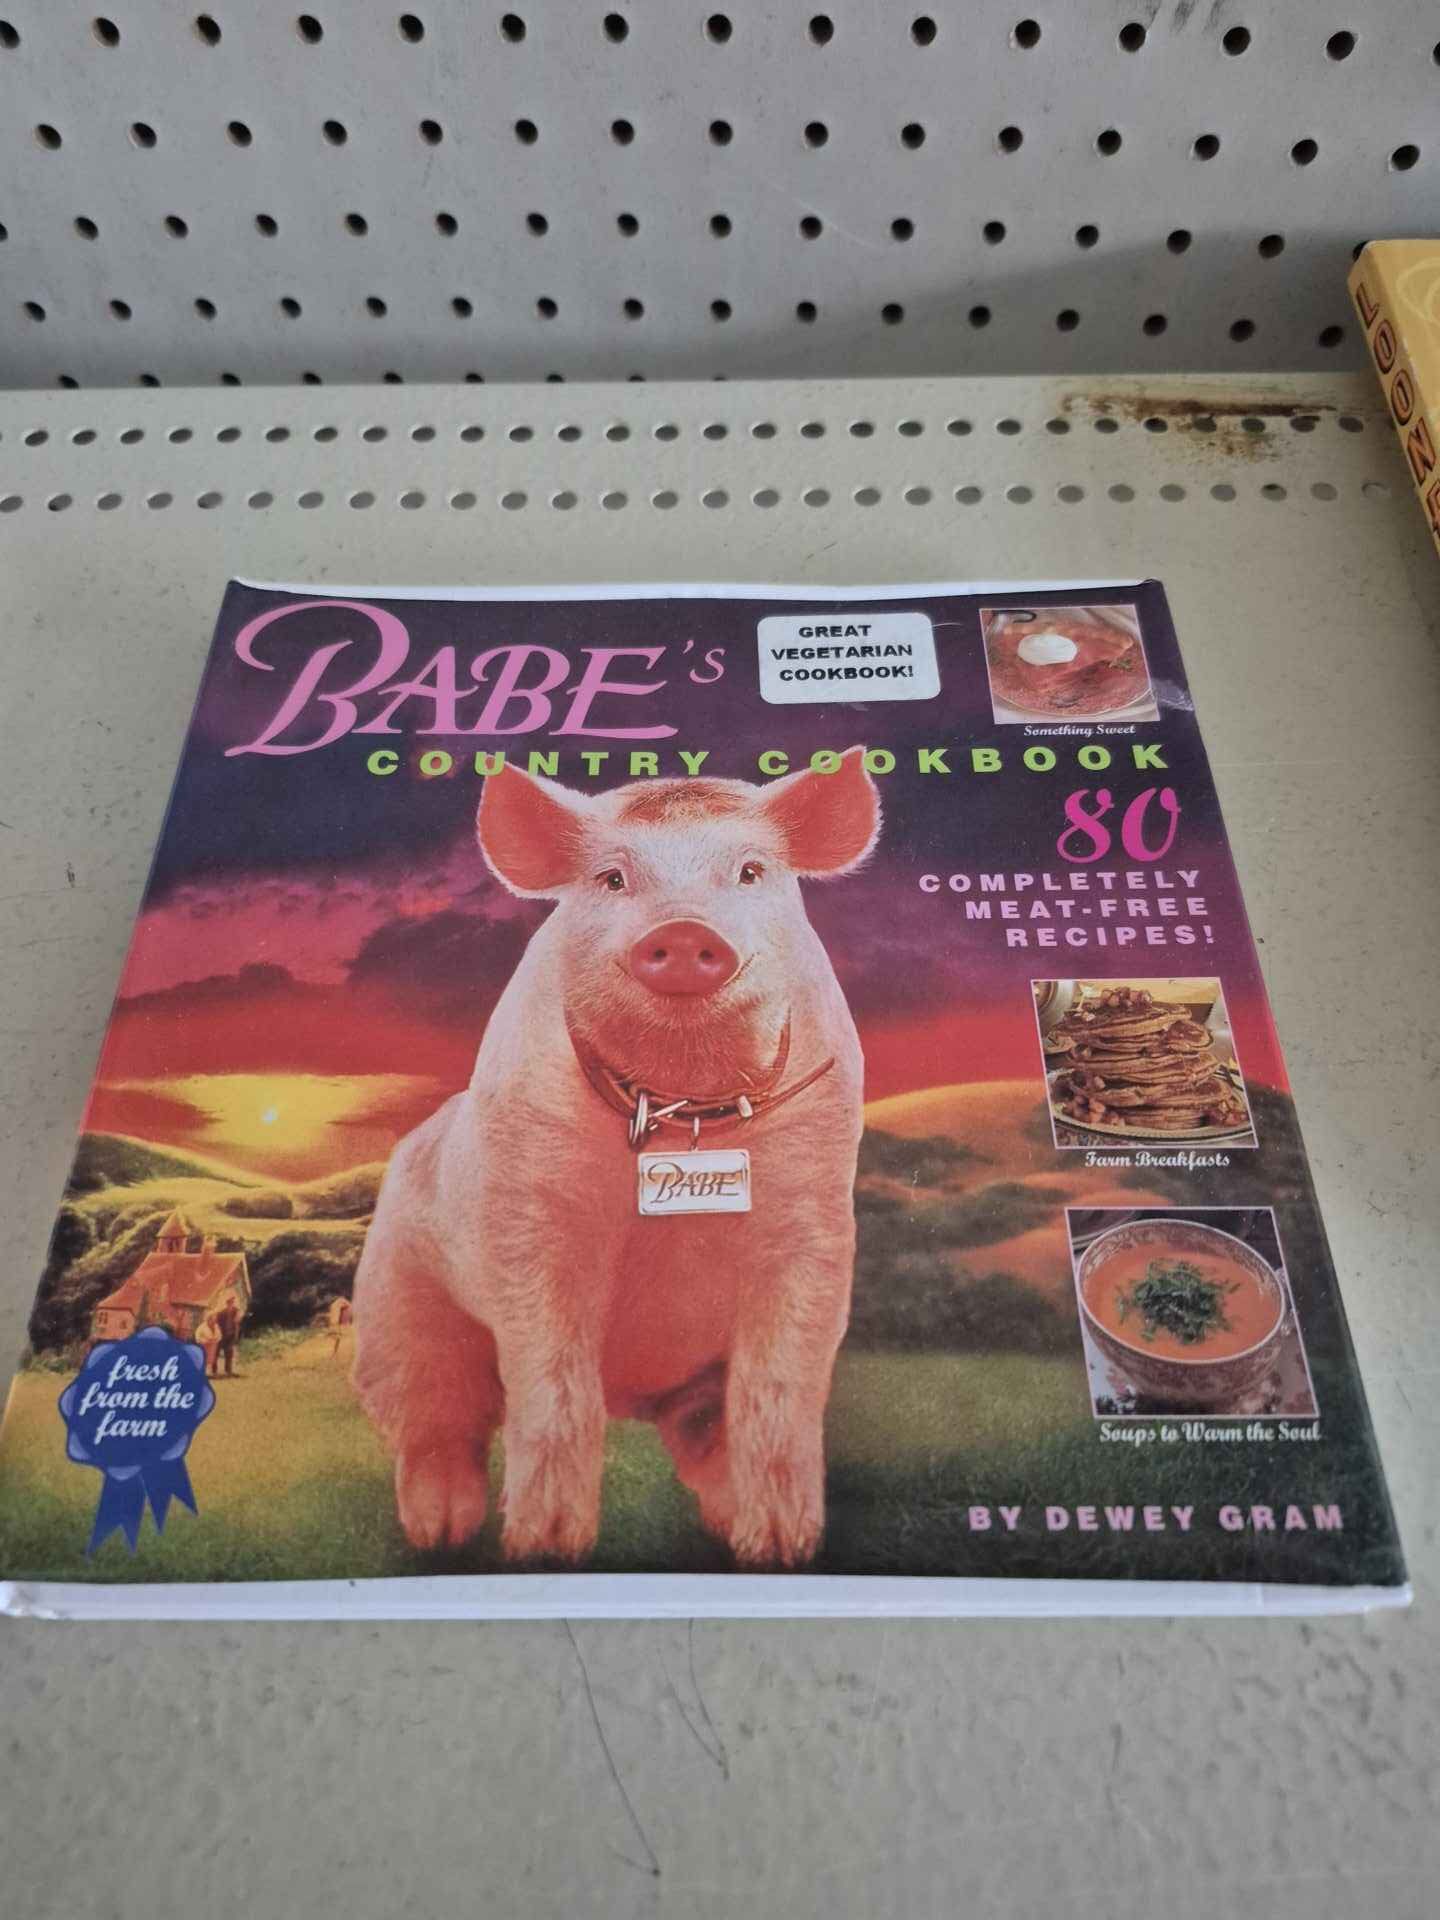 BABE's
GREAT
VEGETARIAN
COOKBOOK!
Something Sweet
COUNTRY COOKBOOK
80
COMPLETELY
MEAT-FREE
RECIPES!
BABE
Farm Breakfasts
Soups to Warm the Soul
fresh
from the
farm
BY DEWEY GRAM